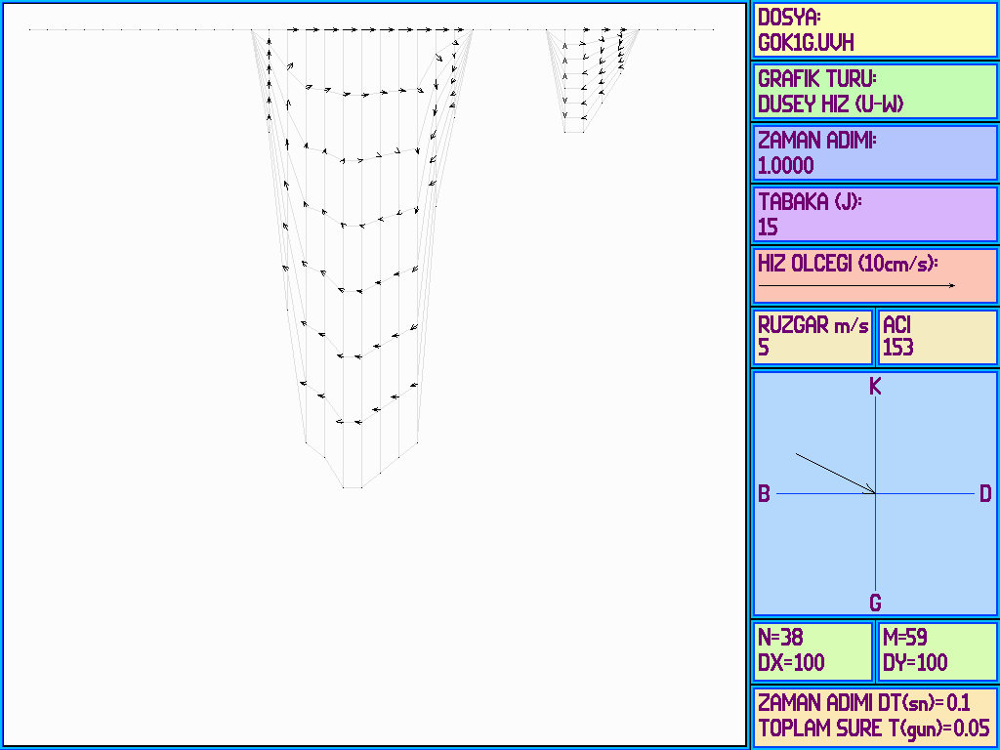 DOSYA:
GOK1G.UVH
GRAFIK TURU:
DUSEY HIZ (U-W)
ZAMAN ADIMI:
1.0000
TABAKA (J):
15
HIZ OLCEGI (10cm/s):
RUZGAR m/s
5
ACI
153
K
B
D
G
N=38
DX=100
M=59
DY=100
ZAMAN ADIMI DT(sn)=0.1
TOPLAM SURE T(gun)=0.05